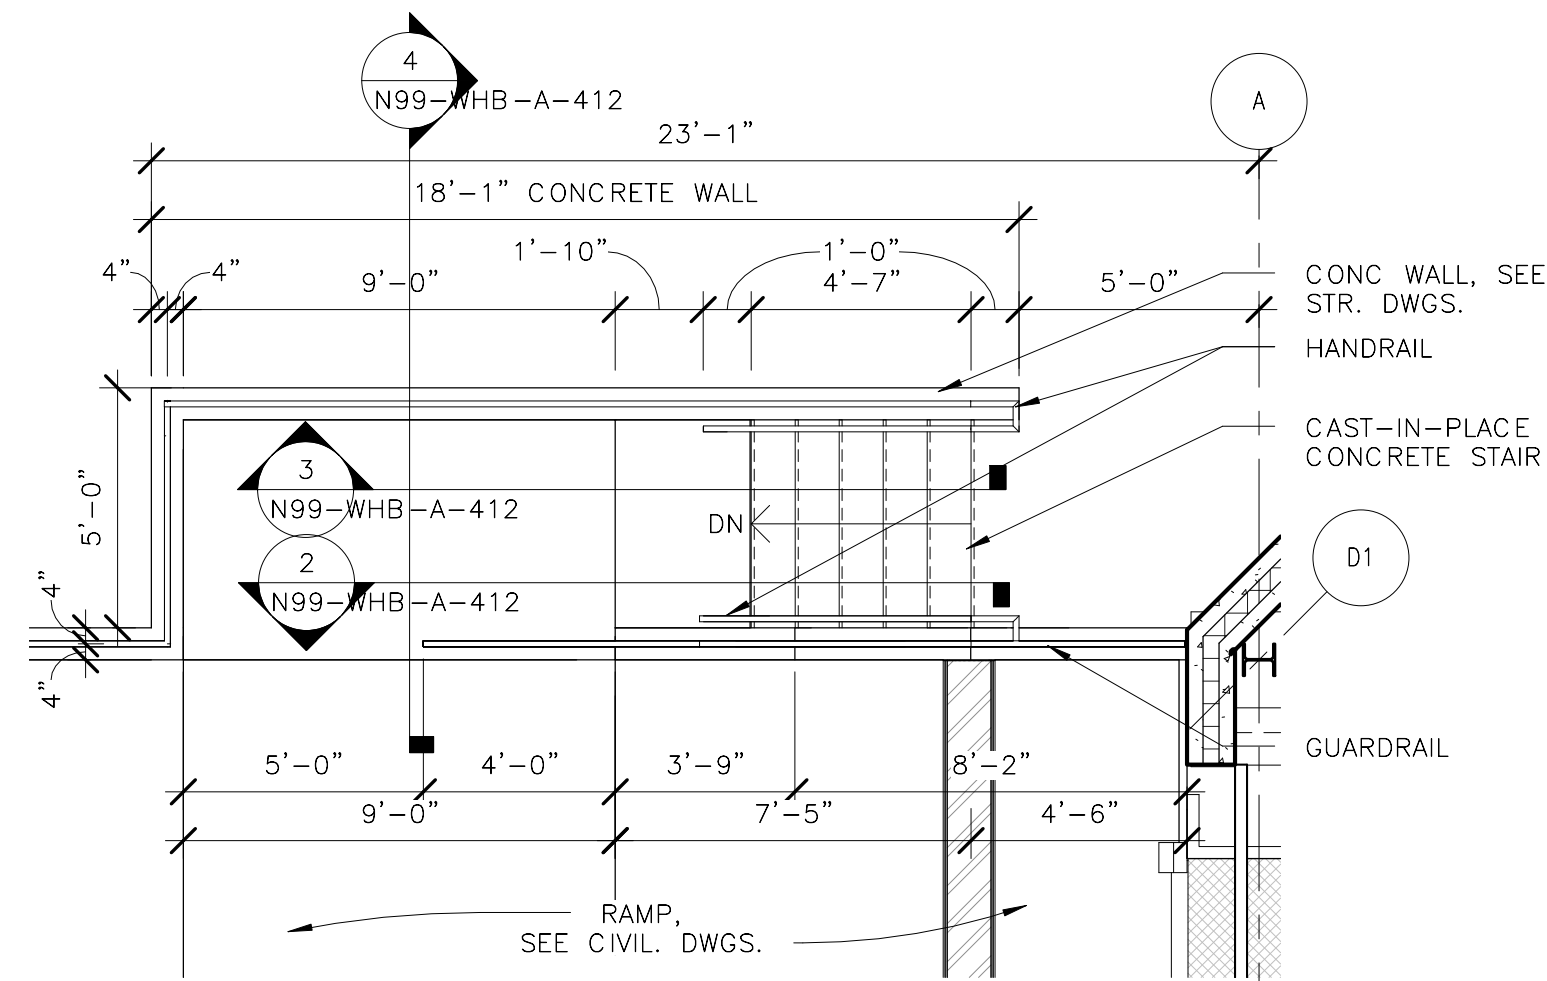 4
N99-WHB-A-412
A
23'-1"
18'-1" CONCRETE WALL
1'-10"
1'-0"
4"
4"
9'-0"
4'-7"
5'-0"
CONC WALL, SEE
STR. DWGS.
HANDRAIL
CAST-IN-PLACE
CONCRETE STAIR
3
N99-WHB-A-412
5'-0"
DN
2
N99-WHB-A-412
D1
4"
4"
GUARDRAIL
5'-0"
4'-0"
3'-9"
8'-2"
9'-0"
7'-5"
4'-6"
RAMP,
SEE CIVIL. DWGS.